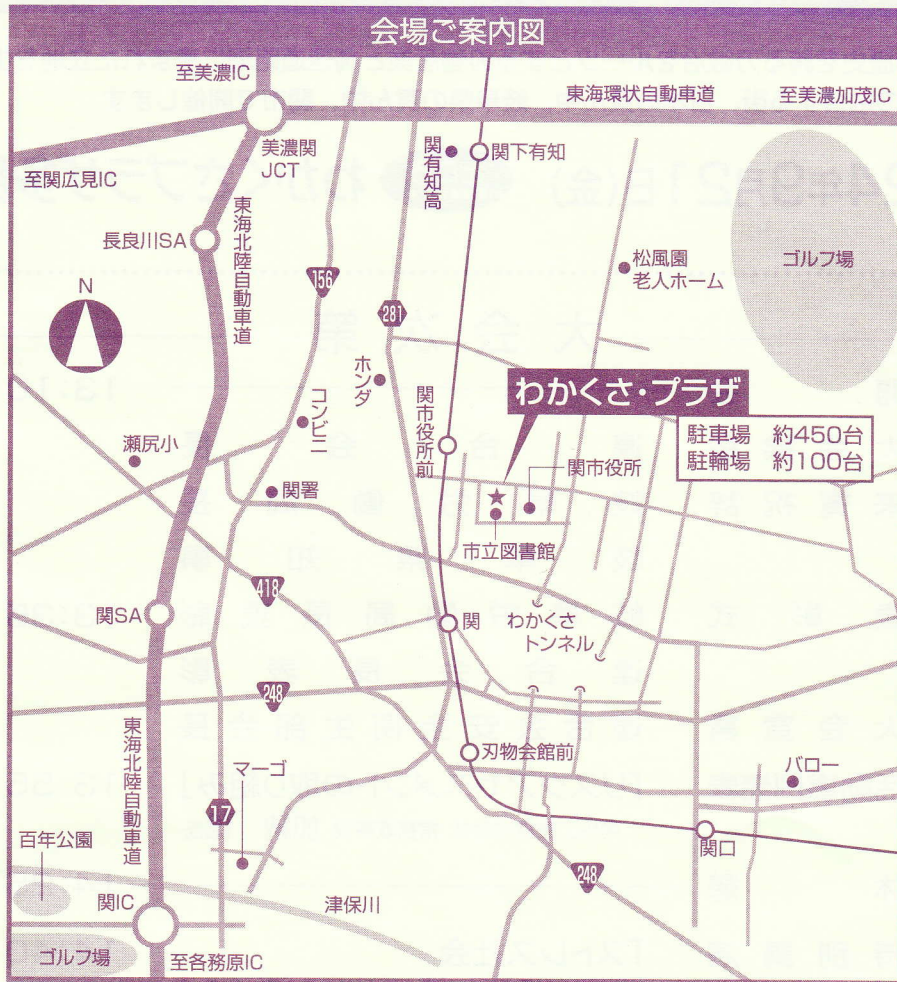 会場ご案内図
至美濃IC
東海環状自動車道
至美濃加茂IC
美濃関
JCT
関有知高
関下有知
至関広見IC
東海北陸自動車道
長良川SA
松風園
老人ホーム
ゴルフ場
N
156
281
ホンダ
コンビニ
関市役所前
わかくさ・プラザ
駐車場 約450台
駐輪場 約100台
瀬尻小
関署
関市役所
市立図書館
418
関SA
関
わかくさ
トンネル
248
東海北陸自動車道
刃物会館前
マーゴ
バロー
17
百年公園
関口
248
関IC
津保川
ゴルフ場
至各務原IC